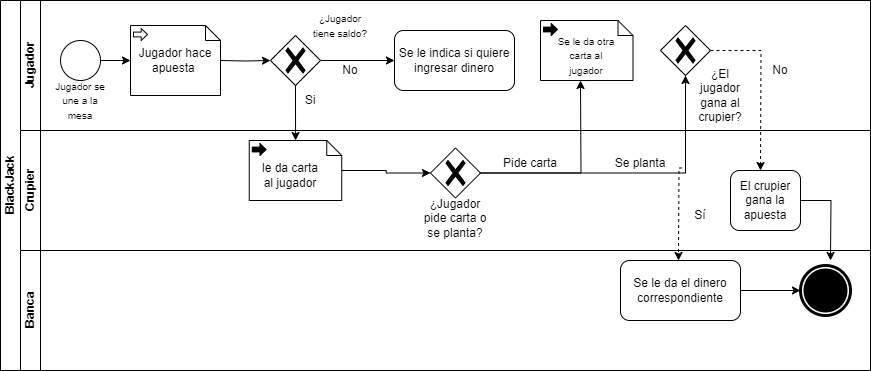 BlackJack
Jugador
Jugador se
une a la
mesa
Jugador hace
apuesta
¿Jugador
tiene saldo?
No
Si
Se le indica si quiere
ingresar dinero
Se le da otra
carta al
jugador
¿El
jugador
gana al
crupier?
No
Crupier
le da carta
al jugador
¿Jugador
pide carta o
se planta?
Pide carta
Se planta
Sí
El crupier
gana la
apuesta
Banca
Se le da el dinero
correspondiente